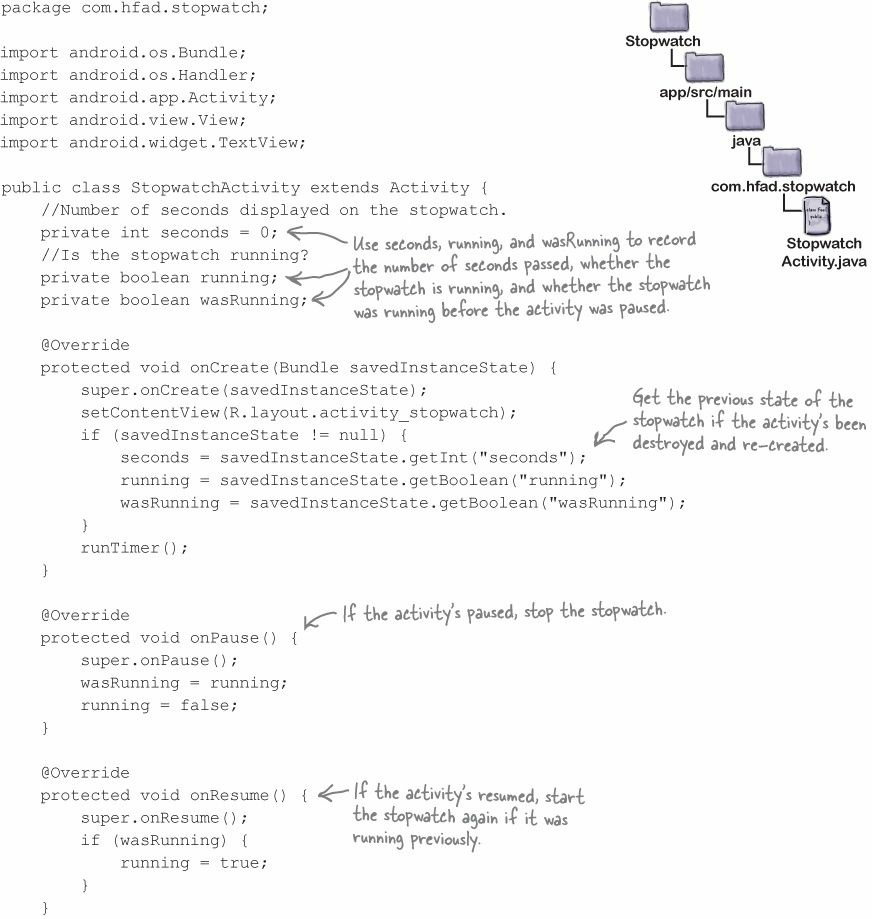 package com.hfad.stopwatch;
import android.os.Bundle;
import android.os.Handler;
import android.app.Activity;
import android.view.View;
import android.widget.TextView;
Stopwatch
app/src/main
java
com.hfad.stopwatch
Stopwatch
Activity.java
public class StopwatchActivity extends Activity {
//Number of seconds displayed on the stopwatch.
private int seconds = 0;
//Is the stopwatch running?
private boolean running;
private boolean wasRunning;
Use seconds, running, and wasRunning to record
the number of seconds passed, whether the
stopwatch is running, and whether the stopwatch
was running before the activity was paused.
@Override
protected void onCreate(Bundle savedInstanceState) {
super.onCreate(savedInstanceState);
setContentView(R.layout.activity_stopwatch);
if (savedInstanceState != null) {
seconds = savedInstanceState.getInt("seconds");
running = savedInstanceState.getBoolean("running");
wasRunning = savedInstanceState.getBoolean("wasRunning");
}
runTimer();
}
Get the previous state of the
stopwatch if the activity's been
destroyed and re-created.
@Override
protected void onPause() {
super.onPause();
wasRunning = running;
running = false;
}
If the activity's paused, stop the stopwatch.
@Override
protected void onResume() {
super.onResume();
if (wasRunning) {
running = true;
}
}
If the activity's resumed, start
the stopwatch again if it was
running previously.